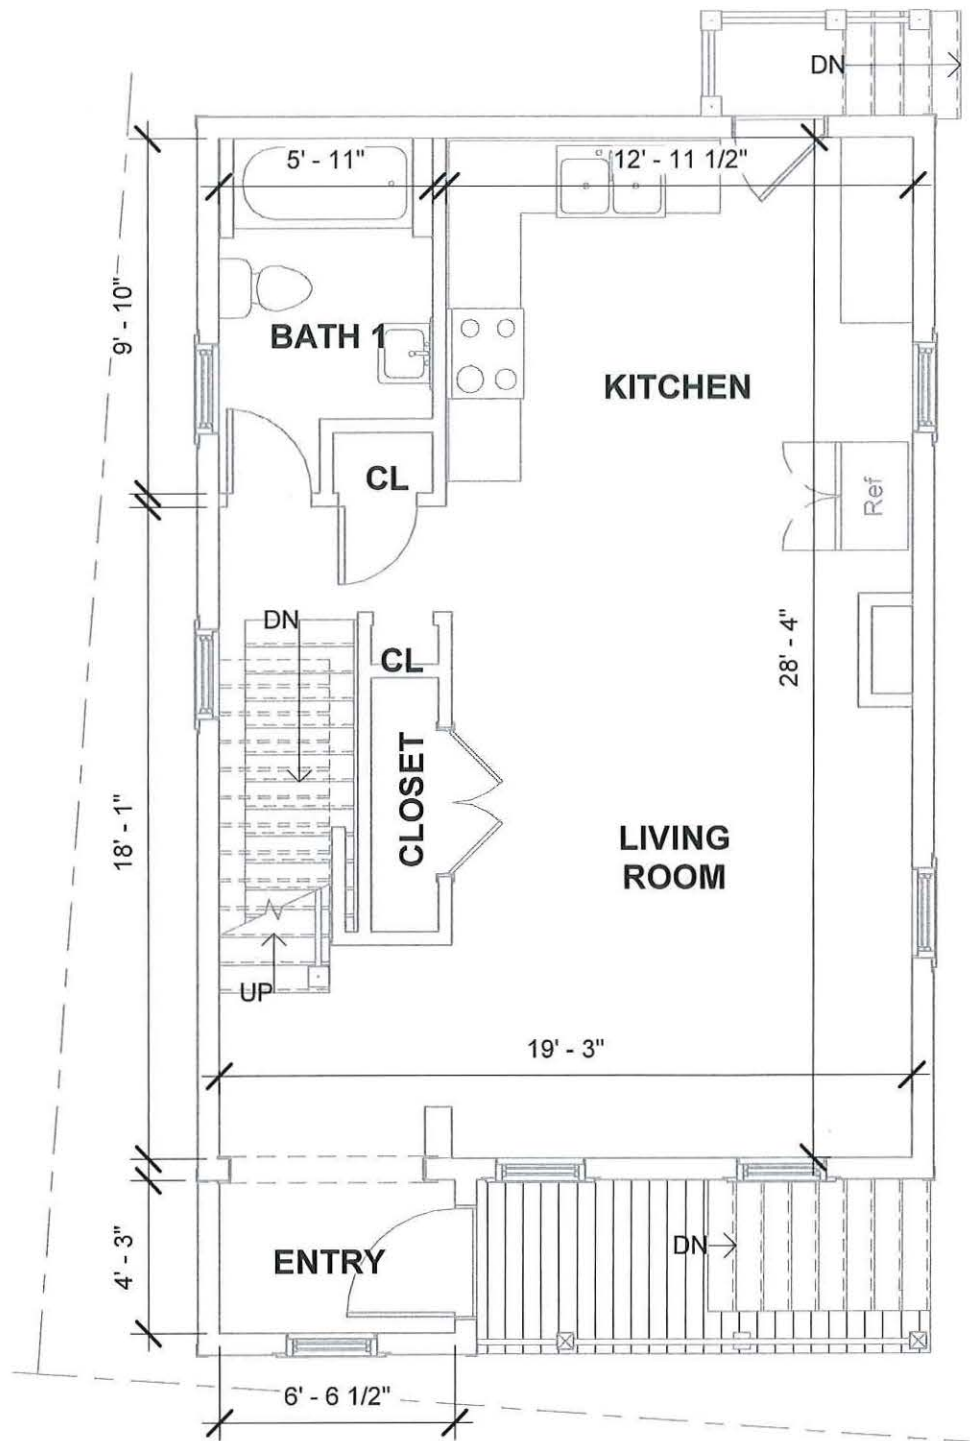 DN
5' - 11"
12' - 11 1/2"
9' - 10"
BATH 1
KITCHEN
CL
Ref
DN
28' - 4"
CL
CLOSET
18' - 1"
LIVING
ROOM
UP
19' - 3"
4' - 3"
ENTRY
DN
6' - 6 1/2"